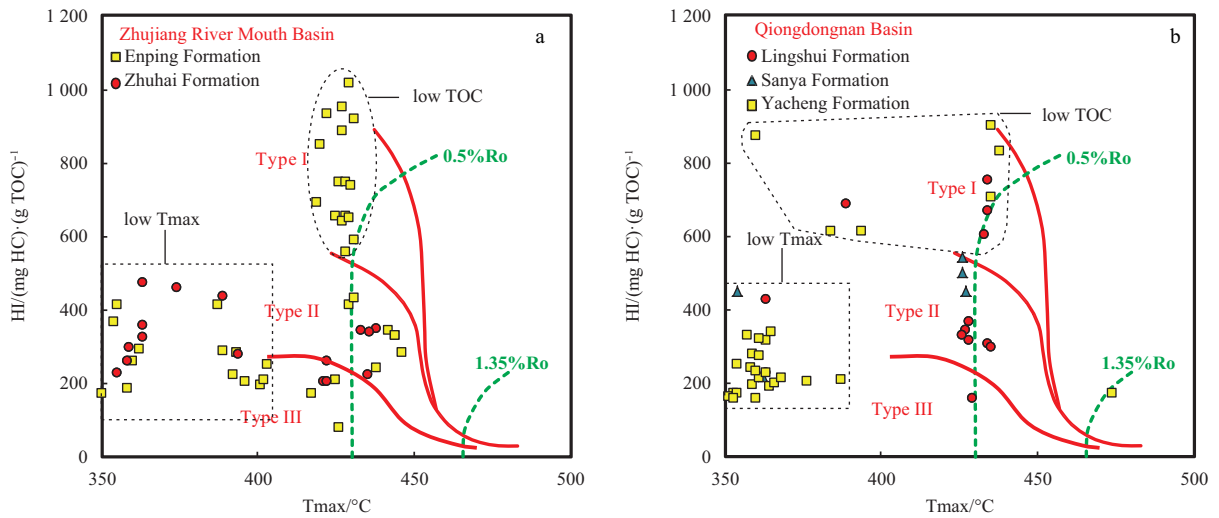 Zhujiang River Mouth Basin
a
Enping Formation
Zhuhai Formation
low TOC
Type I
0.5%Ro
low Tmax
Type II
1.35%Ro
Type III
1 200
1 000
800
600
400
200
0
HI/(mg HC)·(g TOC)⁻¹
350
400
450
500
Tmax/°C
Qiongdongnan Basin
b
Lingshui Formation
Sanya Formation
Yacheng Formation
low TOC
0.5%Ro
Type I
low Tmax
Type II
1.35%Ro
Type III
1 200
1 000
800
600
400
200
0
HI/(mg HC)·(g TOC)⁻¹
350
400
450
500
Tmax/°C